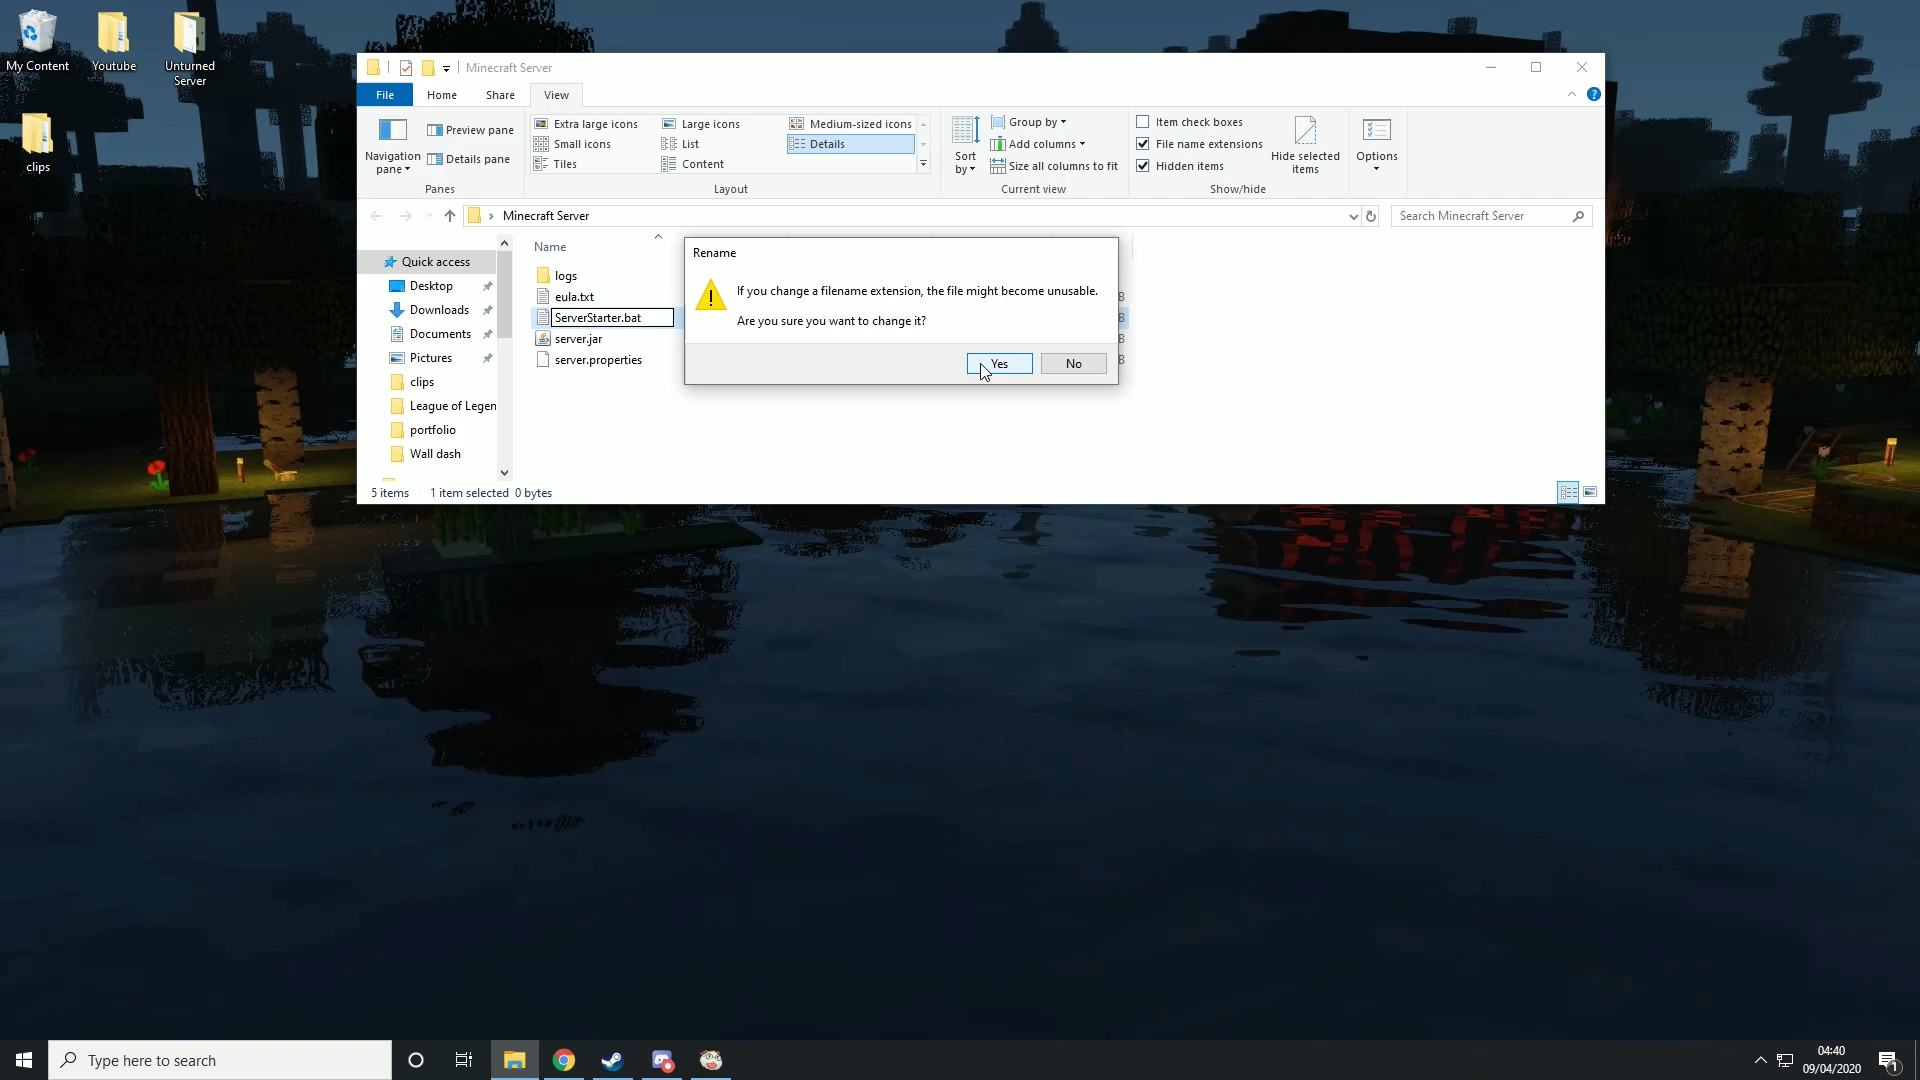 My Content
Youtube
Unturned Server
clips
Minecraft Server
File
Home
Share
View
Navigation pane
Preview pane
Details pane
Panes
Extra large icons
Large icons
Medium-sized icons
Small icons
List
Details
Tiles
Content
Layout
Sort by
Group by
Add columns
Size all columns to fit
Current view
Item check boxes
File name extensions
Hidden items
Hide selected items
Show/hide
Options
Minecraft Server
Search Minecraft Server
Quick access
Desktop
Downloads
Documents
Pictures
clips
League of Legen
portfolio
Wall dash
Name
logs
eula.txt
ServerStarter.bat
server.jar
server.properties
Rename
If you change a filename extension, the file might become unusable.
Are you sure you want to change it?
Yes
No
B
B
B
B
5 items
1 item selected 0 bytes
Type here to search
04:40
09/04/2020
1